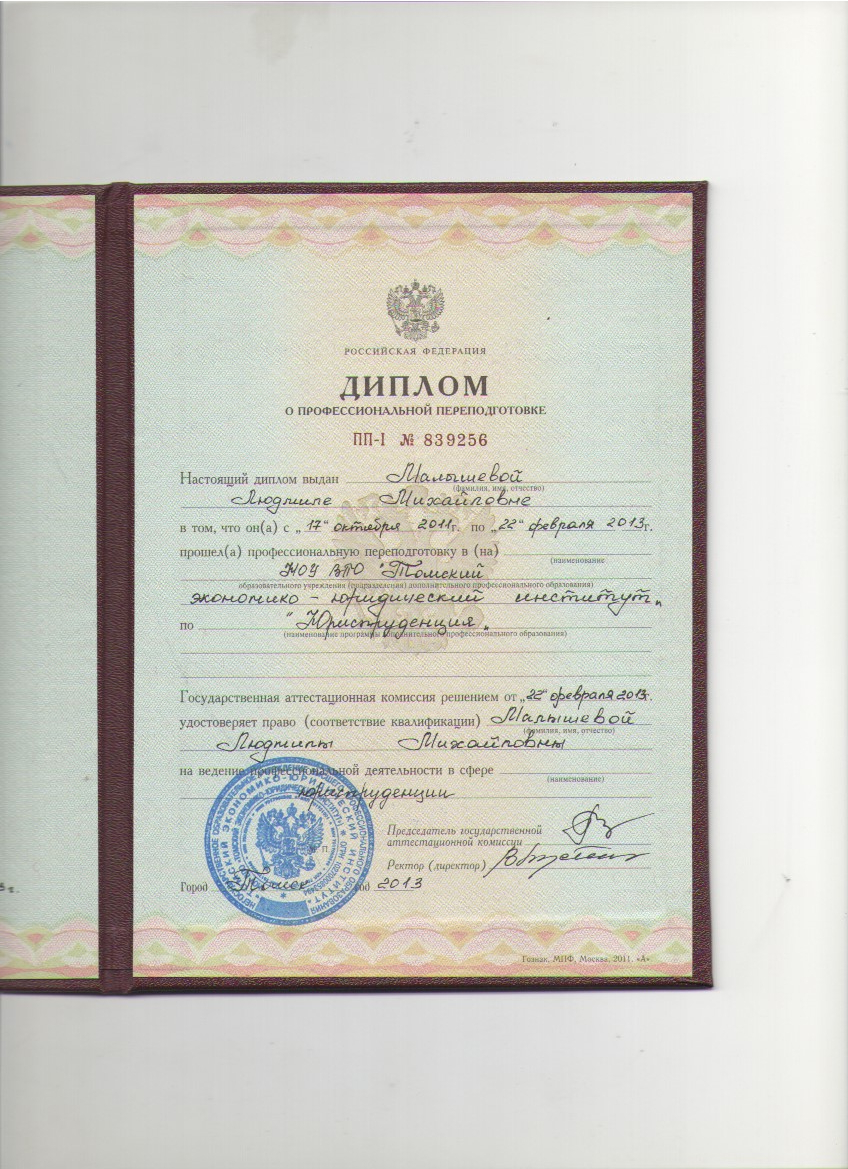 РОССИЙСКАЯ ФЕДЕРАЦИЯ
ДИПЛОМ
О ПРОФЕССИОНАЛЬНОЙ ПЕРЕПОДГОТОВКЕ
ПП-I № 839256
Настоящий диплом выдан Малышевой
(фамилия, имя, отчество)
Людмиле Михайловне
в том, что он(а) с „17" октября 2011г. по „22" февраля 2013г.
прошел(а) профессиональную переподготовку в (на)
(наименование
НОУ ВПО "Томский
образовательного учреждения (подразделения) дополнительного профессионального образования)
экономико - юридический институт"
по "Юриспруденция"
(наименование программы дополнительного профессионального образования)
Государственная аттестационная комиссия решением от „22" февраля 2013г.
удостоверяет право (соответствие квалификации) Малышевой
(фамилия, имя, отчество)
Людмилы Михайловны
на ведение профессиональной деятельности в сфере
(наименование)
юриспруденции
Председатель государственной
аттестационной комиссии
Ректор (директор)
М П
Город Томск год 2013
ЭКОНОМИКО-ЮРИДИЧЕСКИЙ ИНСТИТУТ
Гознак, МПФ, Москва, 2011, «А»
3г.